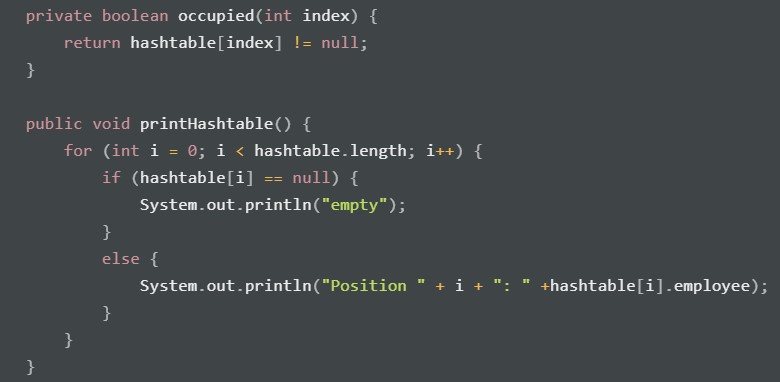 private boolean occupied(int index) {
    return hashtable[index] != null;
}

public void printHashtable() {
    for (int i = 0; i < hashtable.length; i++) {
        if (hashtable[i] == null) {
            System.out.println("empty");
        }
        else {
            System.out.println("Position " + i + ": " +hashtable[i].employee);
        }
    }
}